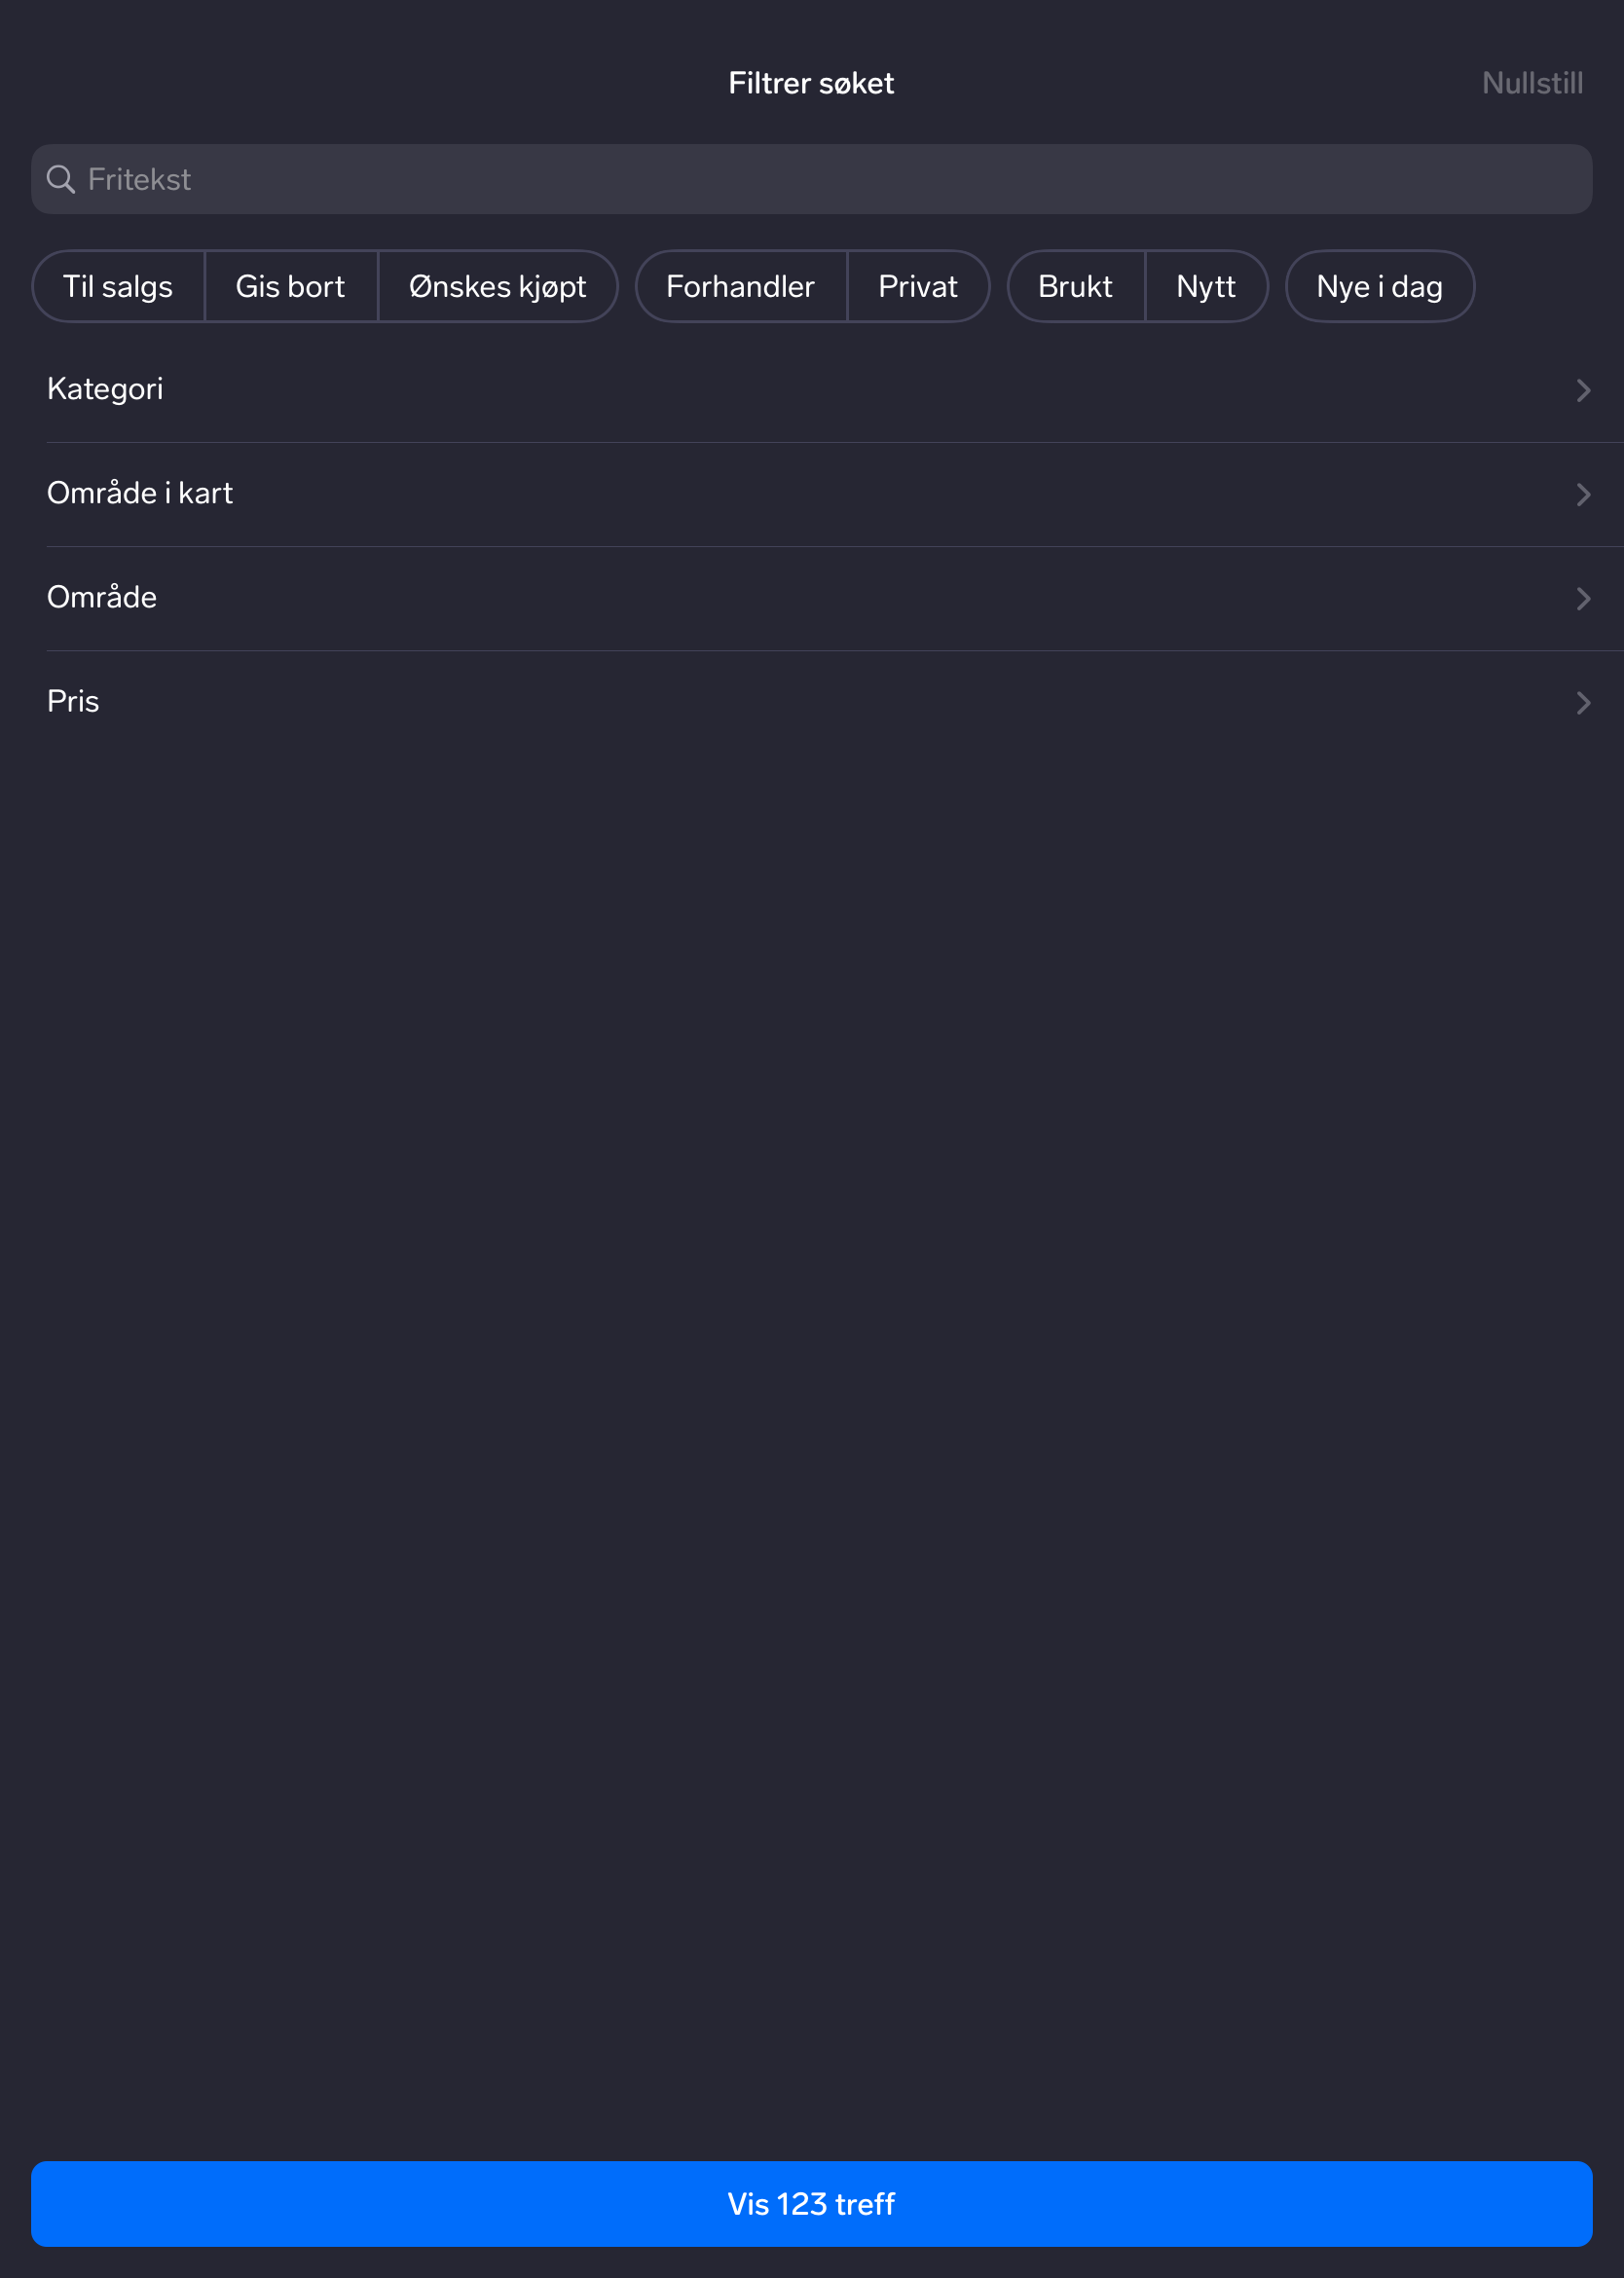 Filtrer søket
Nullstill
Fritekst
Til salgs Gis bort Ønskes kjøpt Forhandler Privat Brukt Nytt Nye i dag
Kategori
Område i kart
Område
Pris
Vis 123 treff